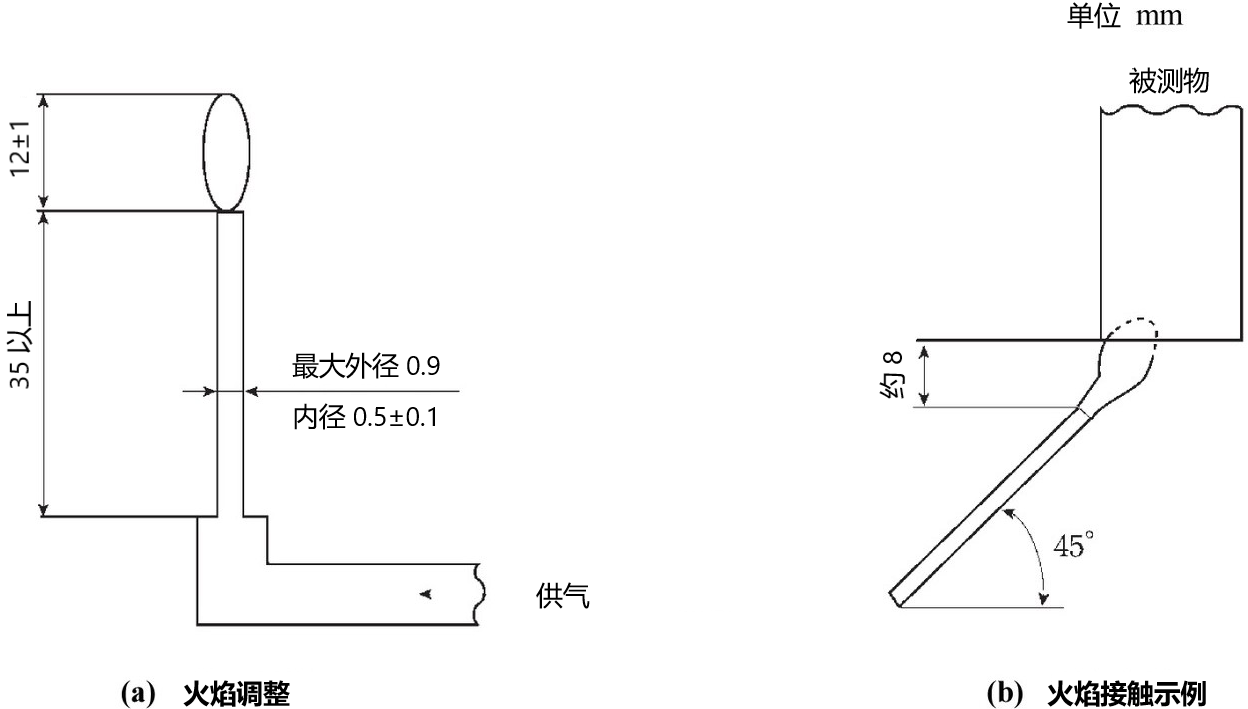 单位 mm
被测物
12±1
35 以上
最大外径 0.9
内径 0.5±0.1
约 8
45°
供气
(a) 火焰调整
(b) 火焰接触示例